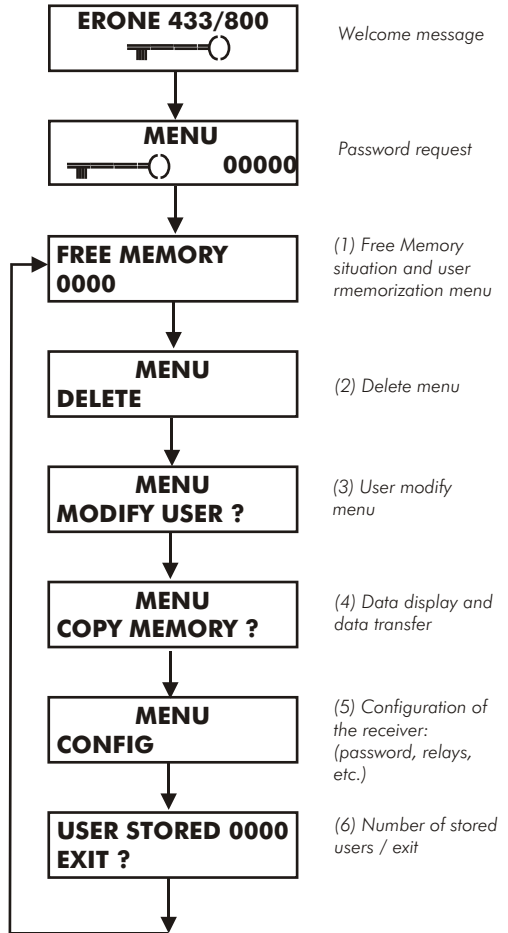 ERONE 433/800
Welcome message
MENU
00000
Password request
FREE MEMORY
0000
(1) Free Memory
situation and user
rmemorization menu
MENU
DELETE
(2) Delete menu
MENU
MODIFY USER ?
(3) User modify
menu
MENU
COPY MEMORY ?
(4) Data display and
data transfer
MENU
CONFIG
(5) Configuration of
the receiver:
(password, relays,
etc.)
USER STORED 0000
EXIT ?
(6) Number of stored
users / exit